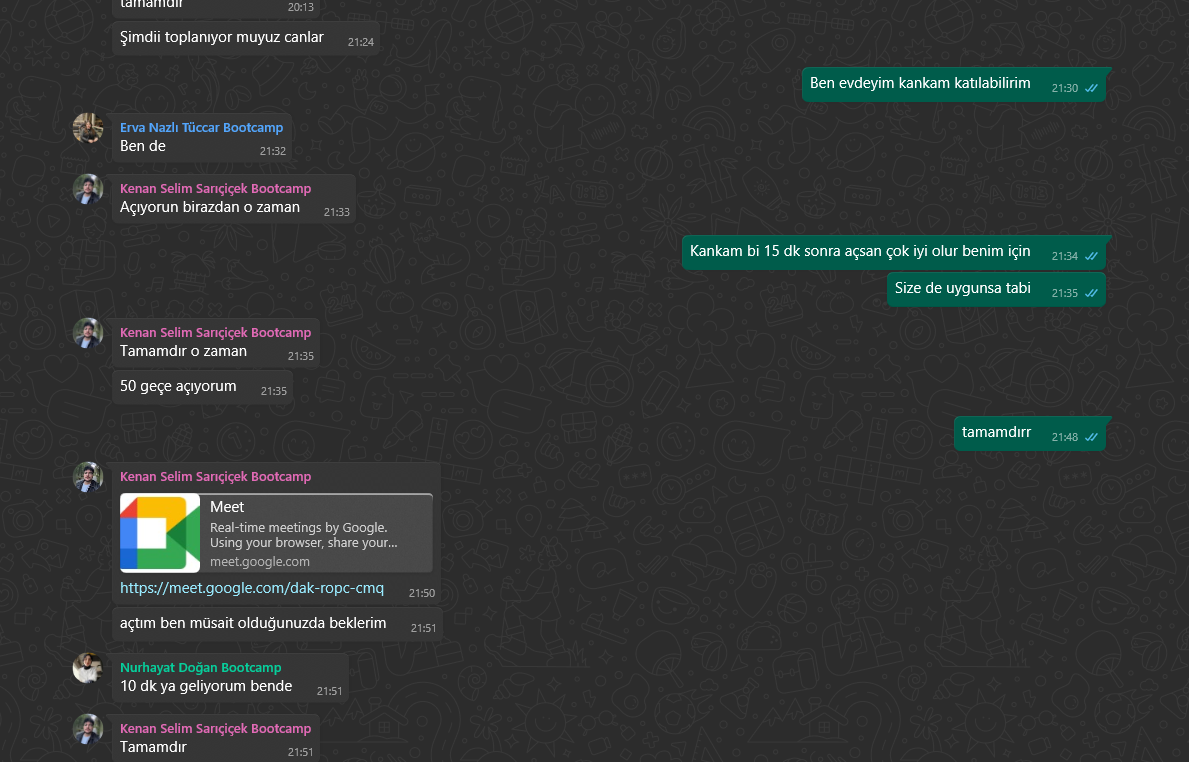 tamamdır
20:13
Şimdii toplanıyor muyuz canlar
21:24
Ben evdeyim kankam katılabilirim
21:30
Erva Nazlı Tüccar Bootcamp
Ben de
21:32
Kenan Selim Sarıçiçek Bootcamp
Açıyorun birazdan o zaman
21:33
Kankam bi 15 dk sonra açsan çok iyi olur benim için
21:34
Size de uygunsa tabi
21:35
Kenan Selim Sarıçiçek Bootcamp
Tamamdır o zaman
21:35
50 geçe açıyorum
21:35
tamamdırr
21:48
Kenan Selim Sarıçiçek Bootcamp
Meet
Real-time meetings by Google.
Using your browser, share your...
meet.google.com
https://meet.google.com/dak-ropc-cmq
21:50
açtım ben müsait olduğunuzda beklerim
21:51
Nurhayat Doğan Bootcamp
10 dk ya geliyorum bende
21:51
Kenan Selim Sarıçiçek Bootcamp
Tamamdır
21:51